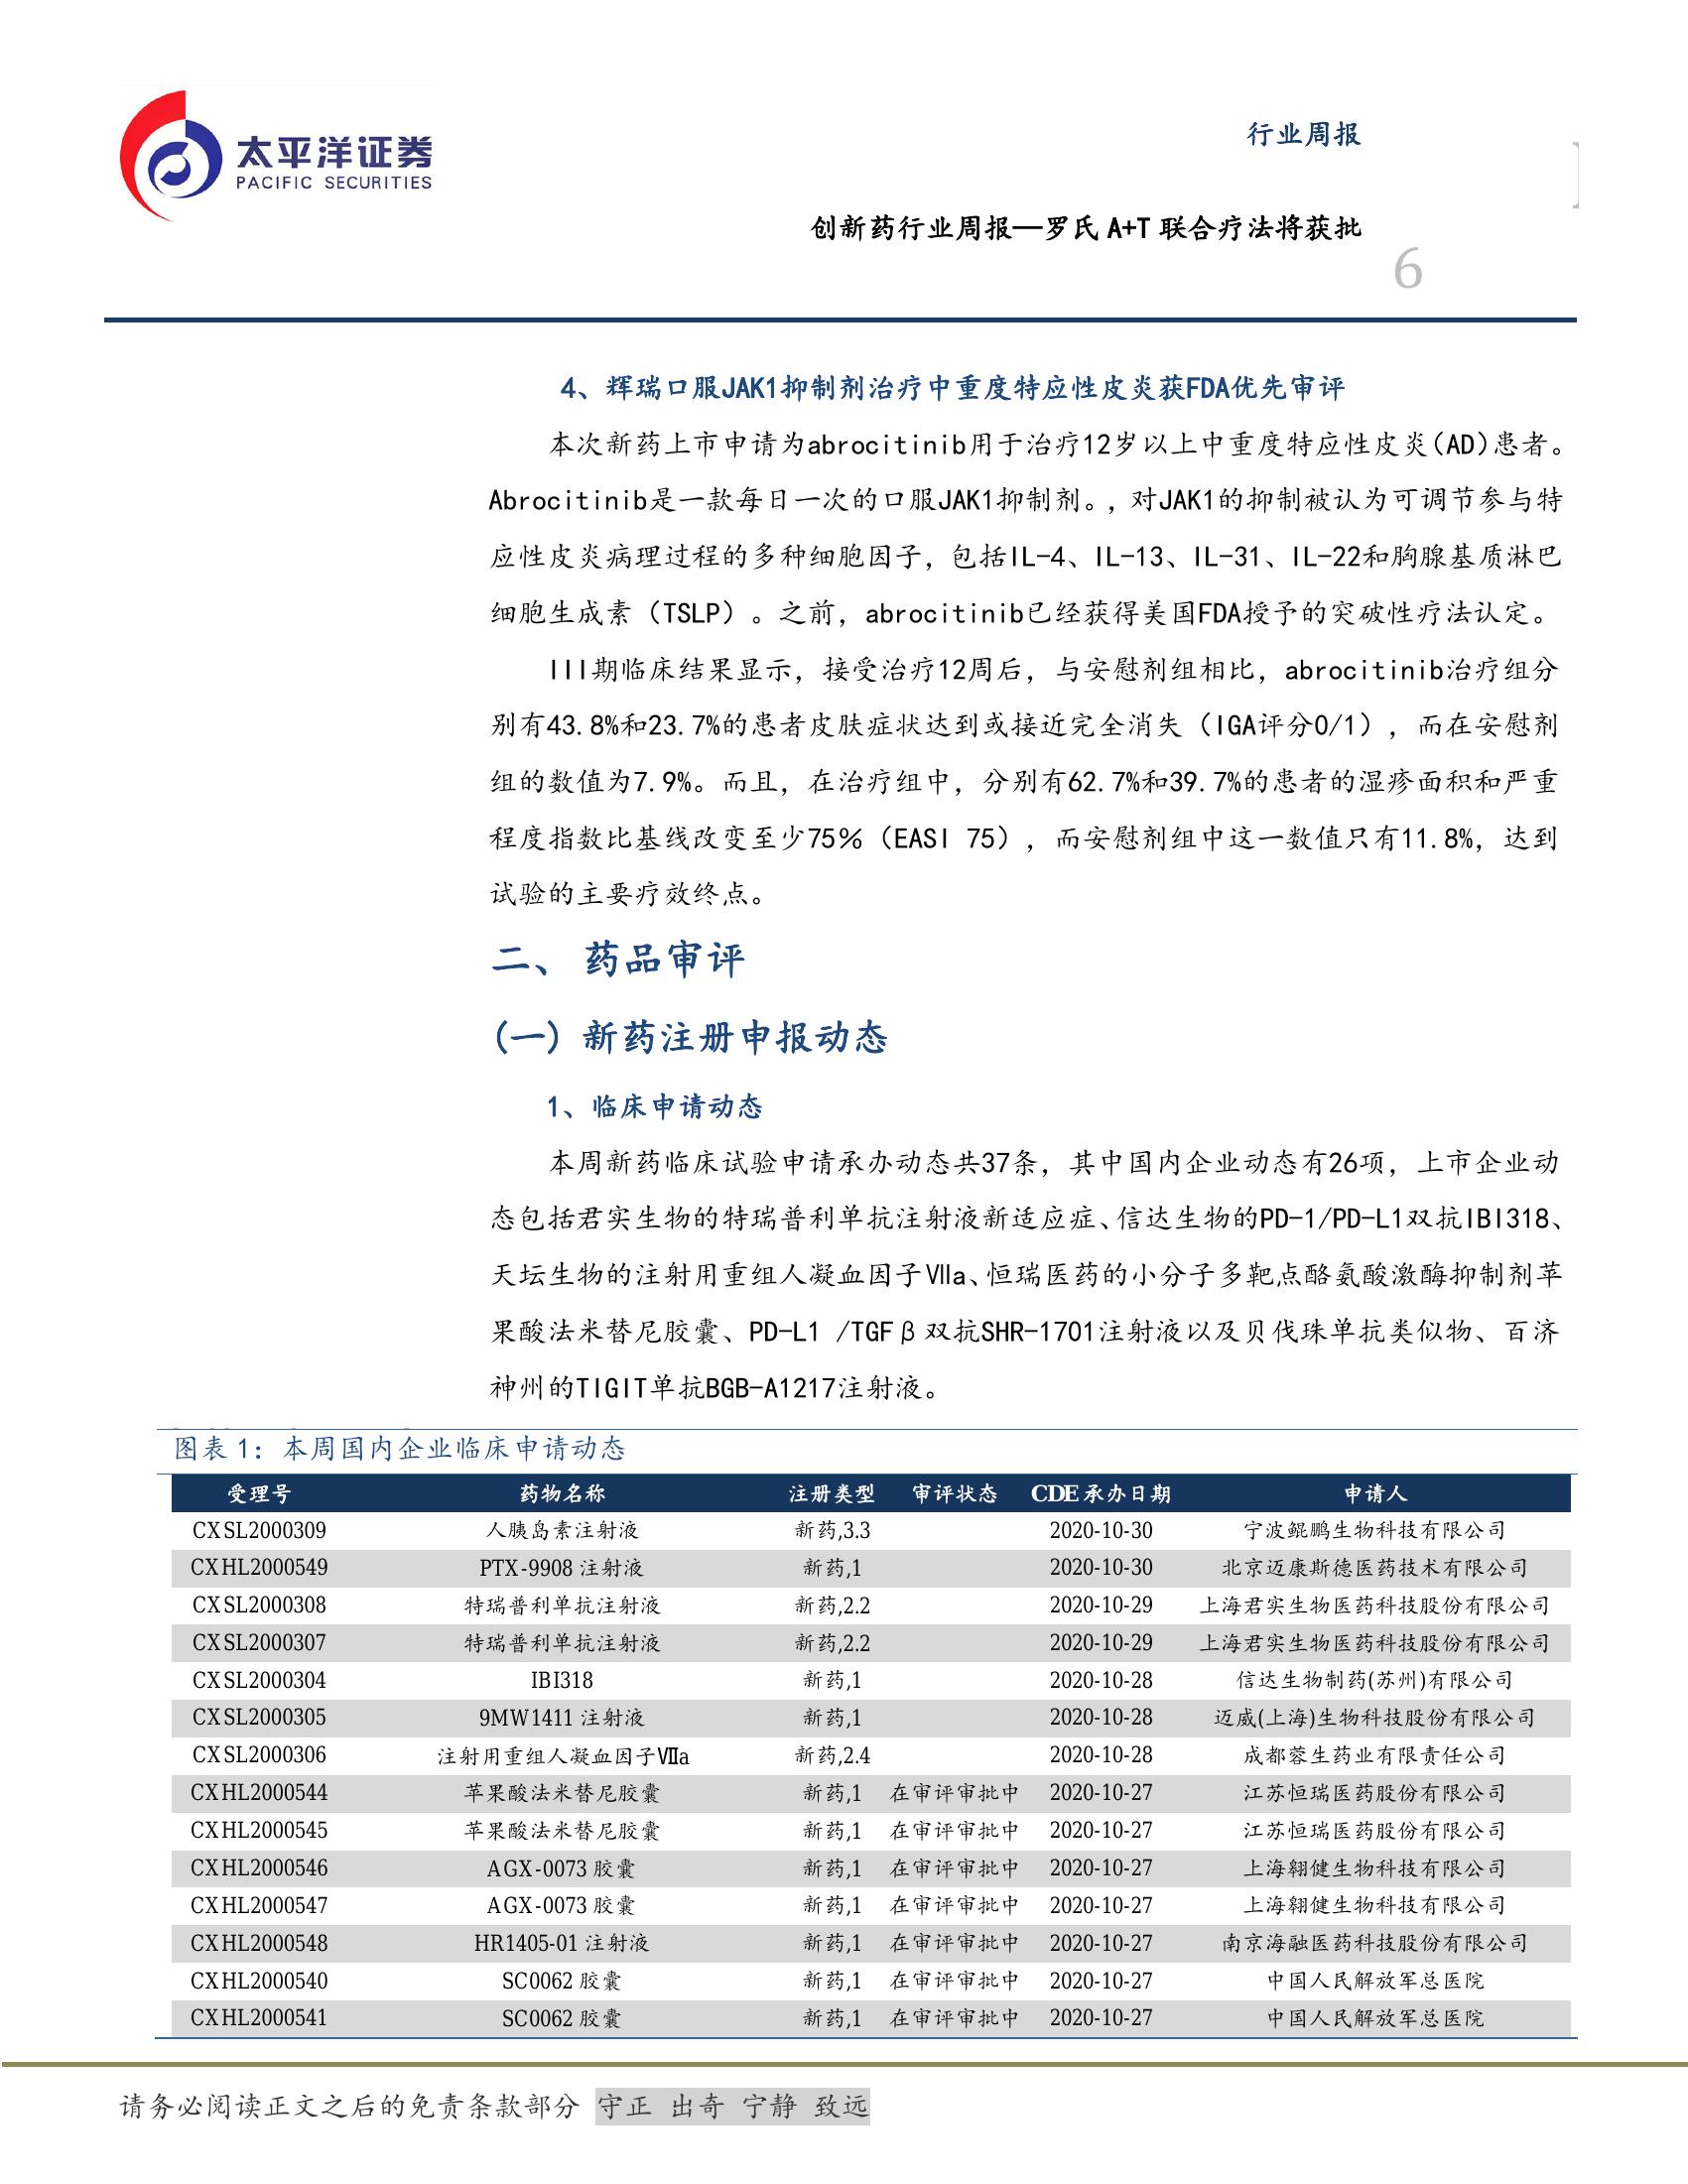 太平洋证券
PACIFIC SECURITIES
行业周报
创新药行业周报—罗氏 A+T 联合疗法将获批
6
4、辉瑞口服JAK1抑制剂治疗中重度特应性皮炎获FDA优先审评
本次新药上市申请为abrocitinib用于治疗12岁以上中重度特应性皮炎(AD)患者。
Abrocitinib是一款每日一次的口服JAK1抑制剂。，对JAK1的抑制被认为可调节参与特
应性皮炎病理过程的多种细胞因子，包括IL-4、IL-13、IL-31、IL-22和胸腺基质淋巴
细胞生成素（TSLP）。之前，abrocitinib已经获得美国FDA授予的突破性疗法认定。
III期临床结果显示，接受治疗12周后，与安慰剂组相比，abrocitinib治疗组分
别有43.8%和23.7%的患者皮肤症状达到或接近完全消失（IGA评分0/1），而在安慰剂
组的数值为7.9%。而且，在治疗组中，分别有62.7%和39.7%的患者的湿疹面积和严重
程度指数比基线改变至少75％（EASI 75），而安慰剂组中这一数值只有11.8%，达到
试验的主要疗效终点。
二、 药品审评
(一) 新药注册申报动态
1、临床申请动态
本周新药临床试验申请承办动态共37条，其中国内企业动态有26项，上市企业动
态包括君实生物的特瑞普利单抗注射液新适应症、信达生物的PD-1/PD-L1双抗IBI318、
天坛生物的注射用重组人凝血因子Ⅶa、恒瑞医药的小分子多靶点酪氨酸激酶抑制剂苹
果酸法米替尼胶囊、PD-L1 /TGFβ双抗SHR-1701注射液以及贝伐珠单抗类似物、百济
神州的TIGIT单抗BGB-A1217注射液。
图表 1：本周国内企业临床申请动态
受理号 药物名称 注册类型 审评状态 CDE 承办日期 申请人
CXSL2000309 人胰岛素注射液 新药,3.3 2020-10-30 宁波鲲鹏生物科技有限公司
CXHL2000549 PTX-9908 注射液 新药,1 2020-10-30 北京迈康斯德医药技术有限公司
CXSL2000308 特瑞普利单抗注射液 新药,2.2 2020-10-29 上海君实生物医药科技股份有限公司
CXSL2000307 特瑞普利单抗注射液 新药,2.2 2020-10-29 上海君实生物医药科技股份有限公司
CXSL2000304 IBI318 新药,1 2020-10-28 信达生物制药(苏州)有限公司
CXSL2000305 9MW1411 注射液 新药,1 2020-10-28 迈威(上海)生物科技股份有限公司
CXSL2000306 注射用重组人凝血因子Ⅶa 新药,2.4 2020-10-28 成都蓉生药业有限责任公司
CXHL2000544 苹果酸法米替尼胶囊 新药,1 在审评审批中 2020-10-27 江苏恒瑞医药股份有限公司
CXHL2000545 苹果酸法米替尼胶囊 新药,1 在审评审批中 2020-10-27 江苏恒瑞医药股份有限公司
CXHL2000546 AGX-0073 胶囊 新药,1 在审评审批中 2020-10-27 上海翱健生物科技有限公司
CXHL2000547 AGX-0073 胶囊 新药,1 在审评审批中 2020-10-27 上海翱健生物科技有限公司
CXHL2000548 HR1405-01 注射液 新药,1 在审评审批中 2020-10-27 南京海融医药科技股份有限公司
CXHL2000540 SC0062 胶囊 新药,1 在审评审批中 2020-10-27 中国人民解放军总医院
CXHL2000541 SC0062 胶囊 新药,1 在审评审批中 2020-10-27 中国人民解放军总医院
请务必阅读正文之后的免责条款部分 守正 出奇 宁静 致远